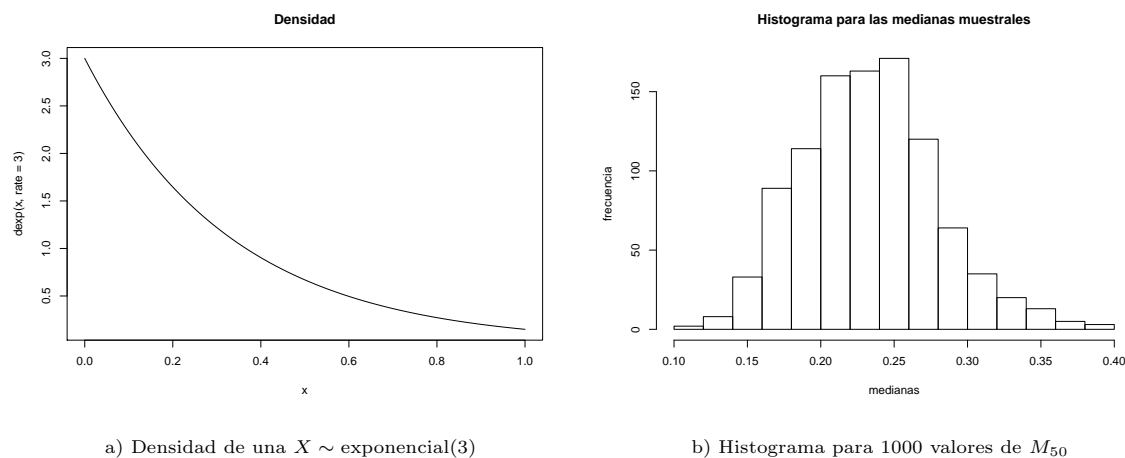 Densidad
dexp(x, rate = 3)
3.0
2.5
2.0
1.5
1.0
0.5
0.0 0.2 0.4 0.6 0.8 1.0
x
a) Densidad de una X ∼ exponencial(3)
Histograma para las medianas muestrales
frecuencia
150
100
50
0
0.10 0.15 0.20 0.25 0.30 0.35 0.40
medianas
b) Histograma para 1000 valores de M₅₀